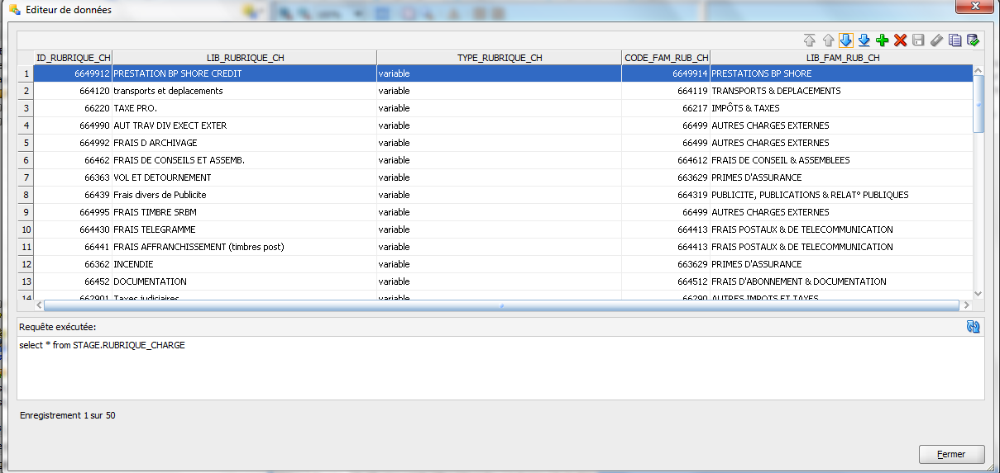 Editeur de données
ID_RUBRIQUE_CH LIB_RUBRIQUE_CH TYPE_RUBRIQUE_CH CODE_FAM_RUB_CH LIB_FAM_RUB_CH
1 6649912 PRESTATION BP SHORE CREDIT variable 6649914 PRESTATIONS BP SHORE
2 664120 transports et deplacements variable 664119 TRANSPORTS & DEPLACEMENTS
3 66220 TAXE PRO. variable 66217 IMPÔTS & TAXES
4 664990 AUT TRAV DIV EXECT EXTER variable 66499 AUTRES CHARGES EXTERNES
5 664992 FRAIS D ARCHIVAGE variable 66499 AUTRES CHARGES EXTERNES
6 66462 FRAIS DE CONSEILS ET ASSEMB. variable 664612 FRAIS DE CONSEIL & ASSEMBLEES
7 66363 VOL ET DETOURNEMENT variable 663629 PRIMES D'ASSURANCE
8 66439 Frais divers de Publicite variable 664319 PUBLICITE, PUBLICATIONS & RELAT° PUBLIQUES
9 664995 FRAIS TIMBRE SRBM variable 66499 AUTRES CHARGES EXTERNES
10 664430 FRAIS TELEGRAMME variable 664413 FRAIS POSTAUX & DE TELECOMMUNICATION
11 66441 FRAIS AFFRANCHISSEMENT (timbres post) variable 664413 FRAIS POSTAUX & DE TELECOMMUNICATION
12 66362 INCENDIE variable 663629 PRIMES D'ASSURANCE
13 66452 DOCUMENTATION variable 664512 FRAIS D'ABONNEMENT & DOCUMENTATION
14 662901 Taxes judiciaires variable 66290 AUTRES IMPOTS ET TAXES
Requête exécutée:
select * from STAGE.RUBRIQUE_CHARGE
Enregistrement 1 sur 50
Fermer